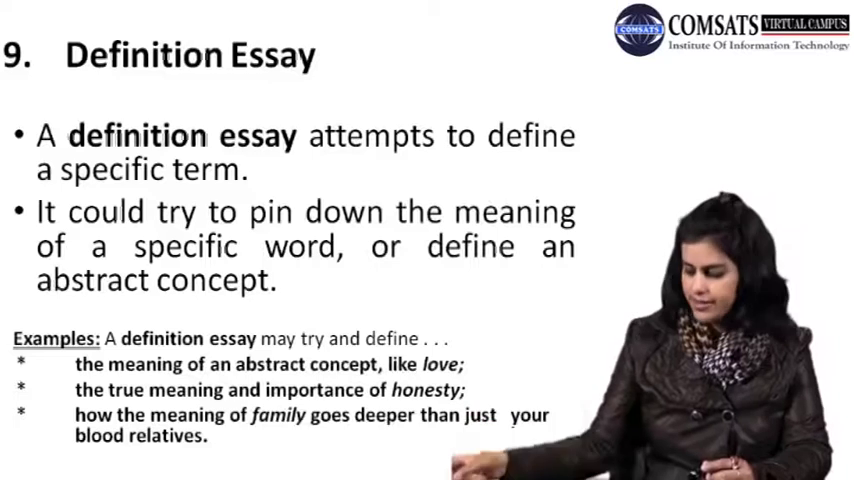 COMSATS VIRTUAL CAMPUS
COMSATS
Institute Of Information Technology
9. Definition Essay
• A definition essay attempts to define
a specific term.
• It could try to pin down the meaning
of a specific word, or define an
abstract concept.
Examples: A definition essay may try and define . . .
* the meaning of an abstract concept, like love;
* the true meaning and importance of honesty;
* how the meaning of family goes deeper than just your
blood relatives.